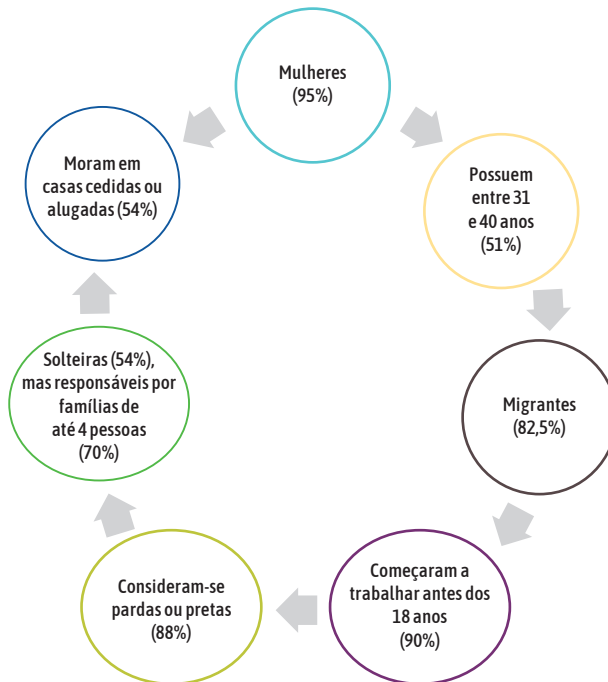 Mulheres
(95%)
Possuem
entre 31
e 40 anos
(51%)
Migrantes
(82,5%)
Começaram a
trabalhar antes dos
18 anos
(90%)
Consideram-se
pardas ou pretas
(88%)
Solteiras (54%),
mas responsáveis por
famílias de
até 4 pessoas
(70%)
Moram em
casas cedidas ou
alugadas (54%)